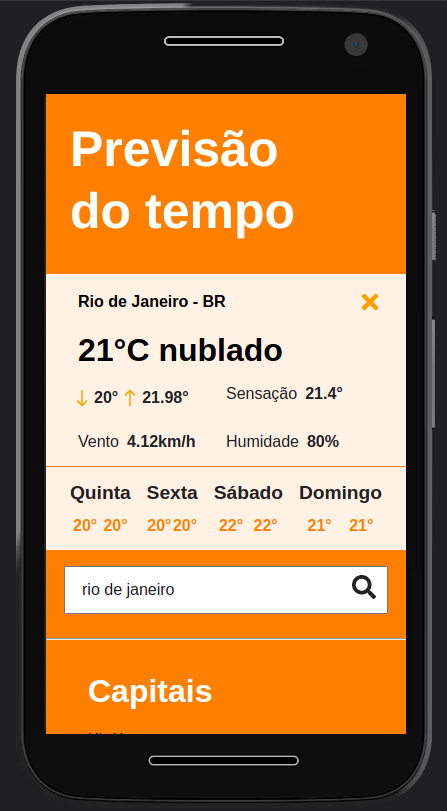 Previsão
do tempo
Rio de Janeiro - BR
21°C nublado
↓ 20° ↑ 21.98° Sensação 21.4°
Vento 4.12km/h Humidade 80%
Quinta Sexta Sábado Domingo
20° 20° 20° 20° 22° 22° 21° 21°
rio de janeiro
Capitais